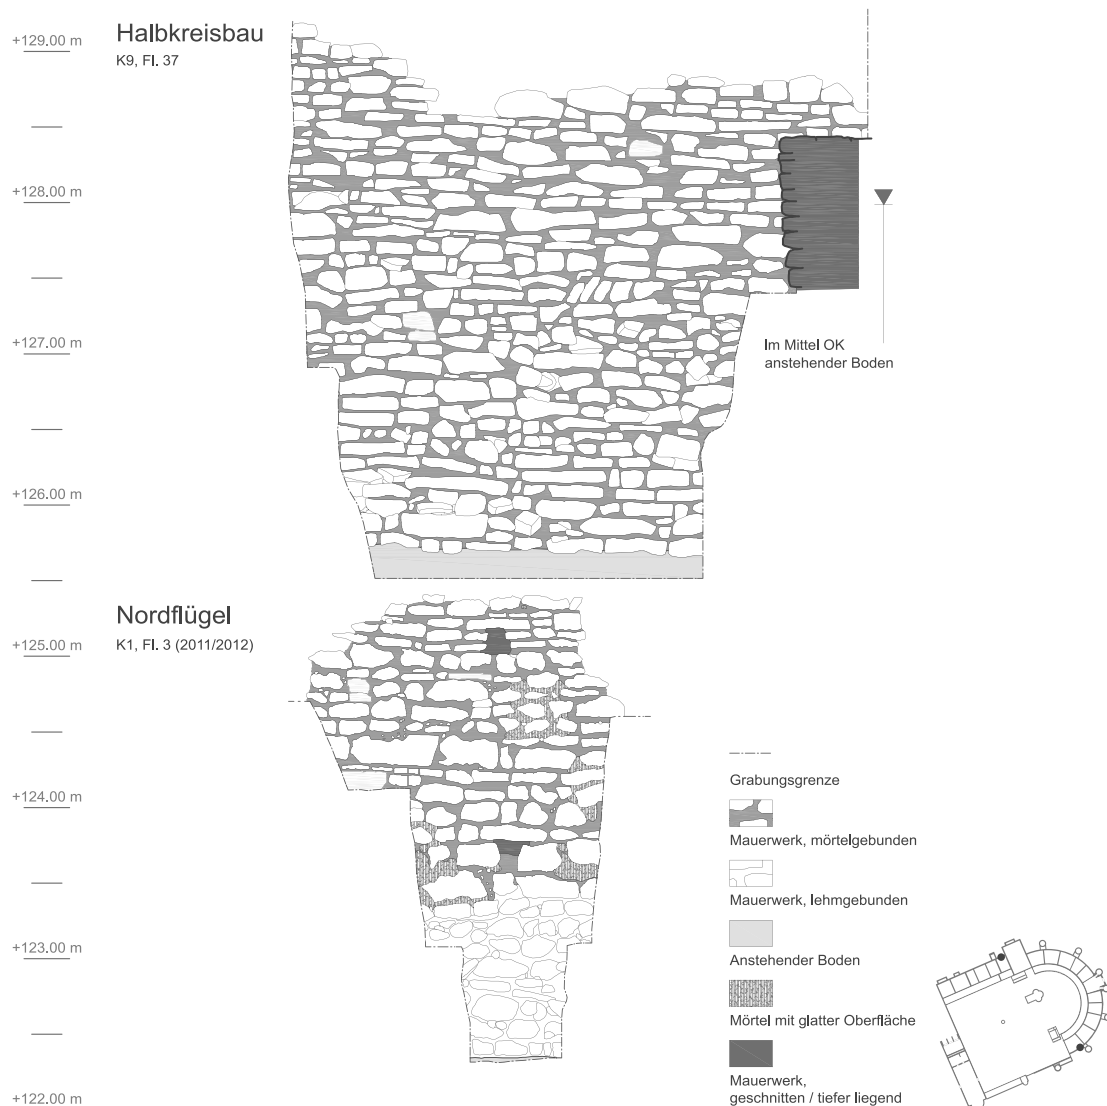 Halbkreisbau
K9, Fl. 37
+129.00 m
+128.00 m
+127.00 m
+126.00 m
Im Mittel OK
anstehender Boden
Nordflügel
K1, Fl. 3 (2011/2012)
+125.00 m
+124.00 m
+123.00 m
+122.00 m
Grabungsgrenze
Mauerwerk, mörtelgebunden
Mauerwerk, lehmgebunden
Anstehender Boden
Mörtel mit glatter Oberfläche
Mauerwerk,
geschnitten / tiefer liegend